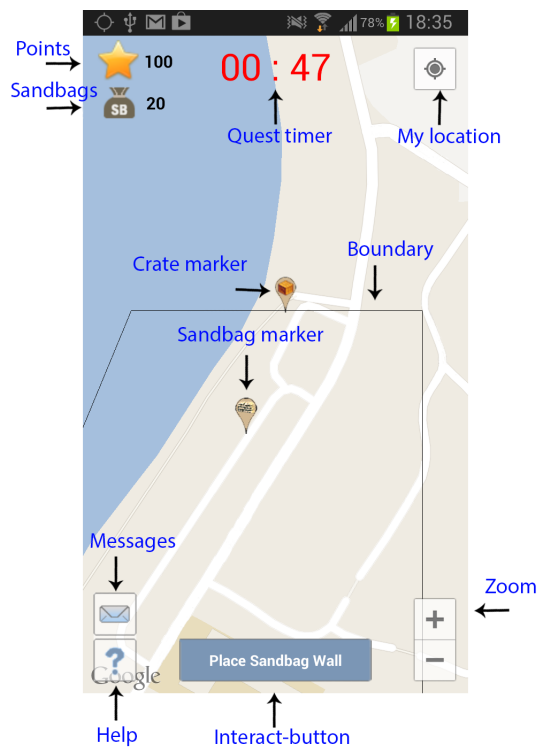 78% 18:35
Points
100
00 : 47
Sandbags
SB
20
Quest timer
My location
Boundary
Crate marker
Sandbag marker
Messages
Zoom
+
?
Place Sandbag Wall
−
Google
Help
Interact-button